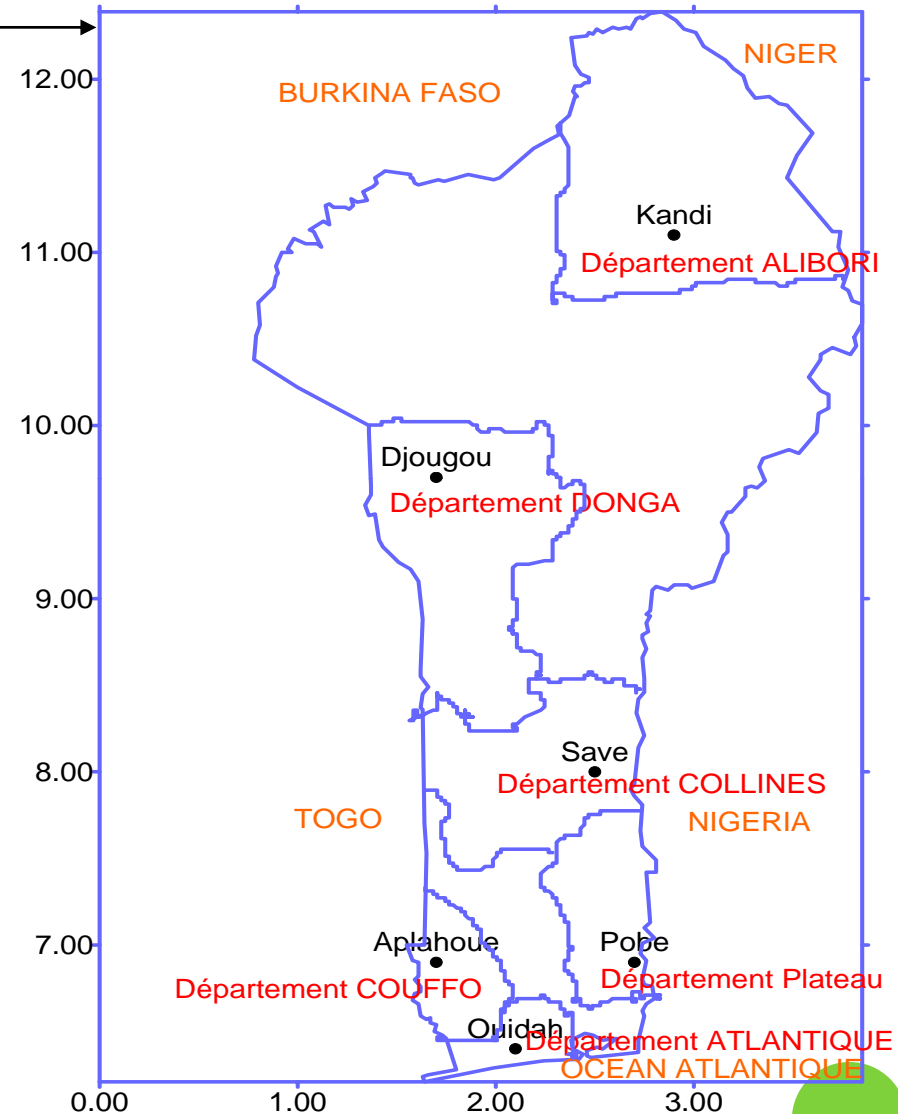 NIGER
12.00
BURKINA FASO
Kandi
11.00
Département ALIBORI
10.00
Djougou
Département DONGA
9.00
Save
8.00
Département COLLINES
TOGO
NIGERIA
7.00
Aplahoue
Pobe
Département Plateau
Département COUFFO
Ouidah
Département ATLANTIQUE
OCEAN ATLANTIQUE
0.00 1.00 2.00 3.00